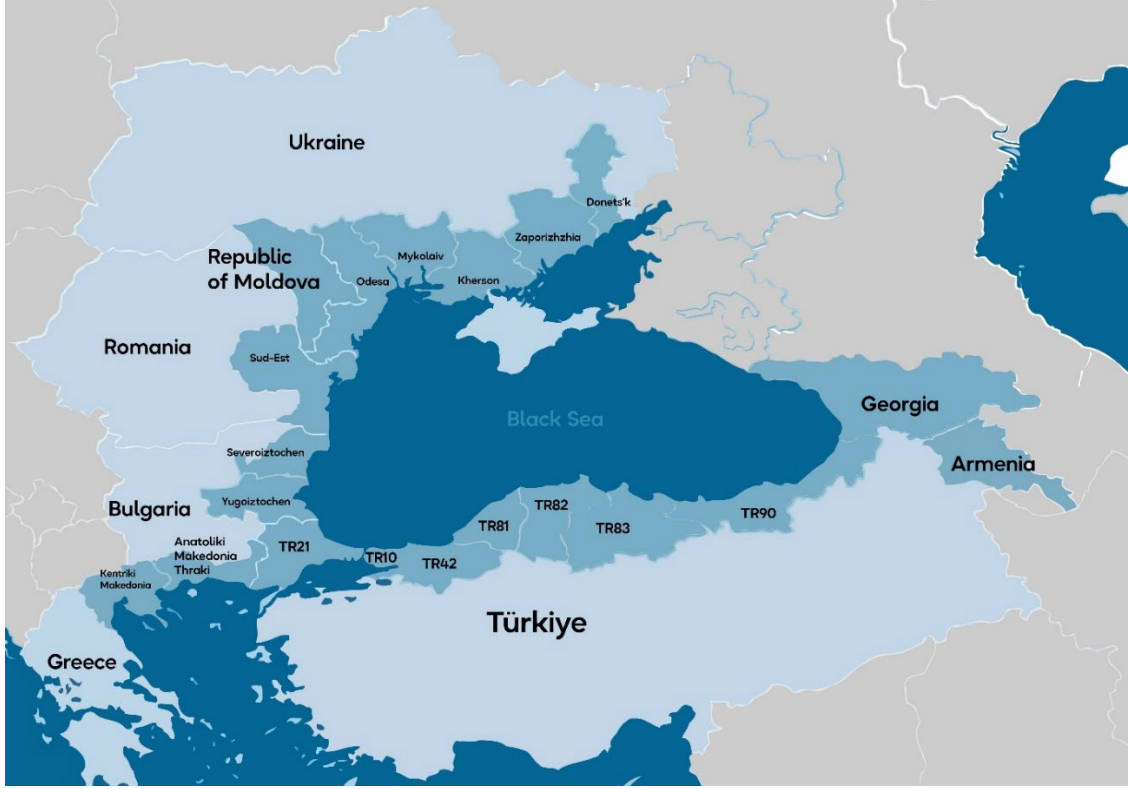 Ukraine
Donets'k
Zaporizhzhia
Mykolaiv
Republic
of Moldova
Odesa
Kherson
Romania
Sud-Est
Black Sea
Georgia
Severoiztochen
Armenia
Bulgaria
Yugoiztochen
TR82
TR81
TR83
TR90
Anatoliki
Makedonia
Thraki
TR21
TR10
TR42
Kentriki
Makedonia
Türkiye
Greece